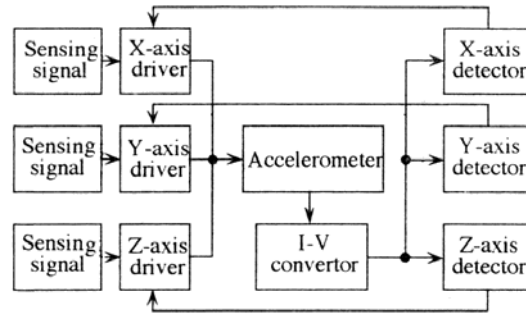 Sensing
signal
X-axis
driver
X-axis
detector
Sensing
signal
Y-axis
driver
Accelerometer
Y-axis
detector
Sensing
signal
Z-axis
driver
I-V
convertor
Z-axis
detector